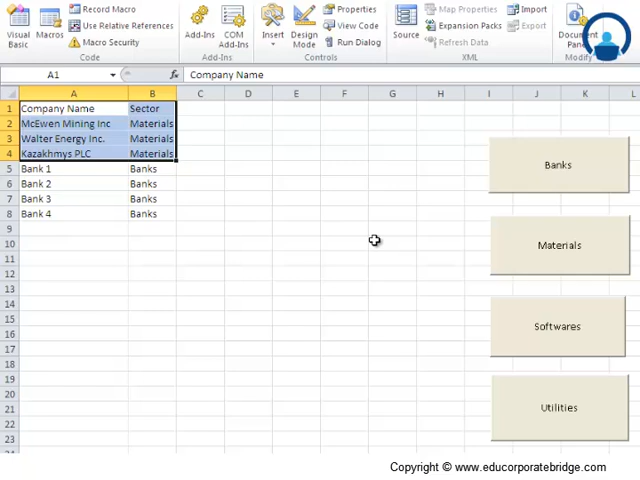 Visual Basic
Macros
Record Macro
Use Relative References
Macro Security
Code
Add-Ins
COM Add-Ins
Add-Ins
Insert
Design Mode
Properties
View Code
Run Dialog
Controls
Source
Map Properties
Expansion Packs
Refresh Data
Import
Export
XML
Document
Pane
Modify
A1
fx
Company Name
A B C D E F G H I J K L
1 Company Name Sector
2 McEwen Mining Inc Materials
3 Walter Energy Inc. Materials
4 Kazakhmys PLC Materials
5 Bank 1 Banks
6 Bank 2 Banks
7 Bank 3 Banks
8 Bank 4 Banks
9
10
11
12
13
14
15
16
17
18
19
20
21
22
23
Banks
Materials
Softwares
Utilities
Copyright © www.educorporatebridge.com